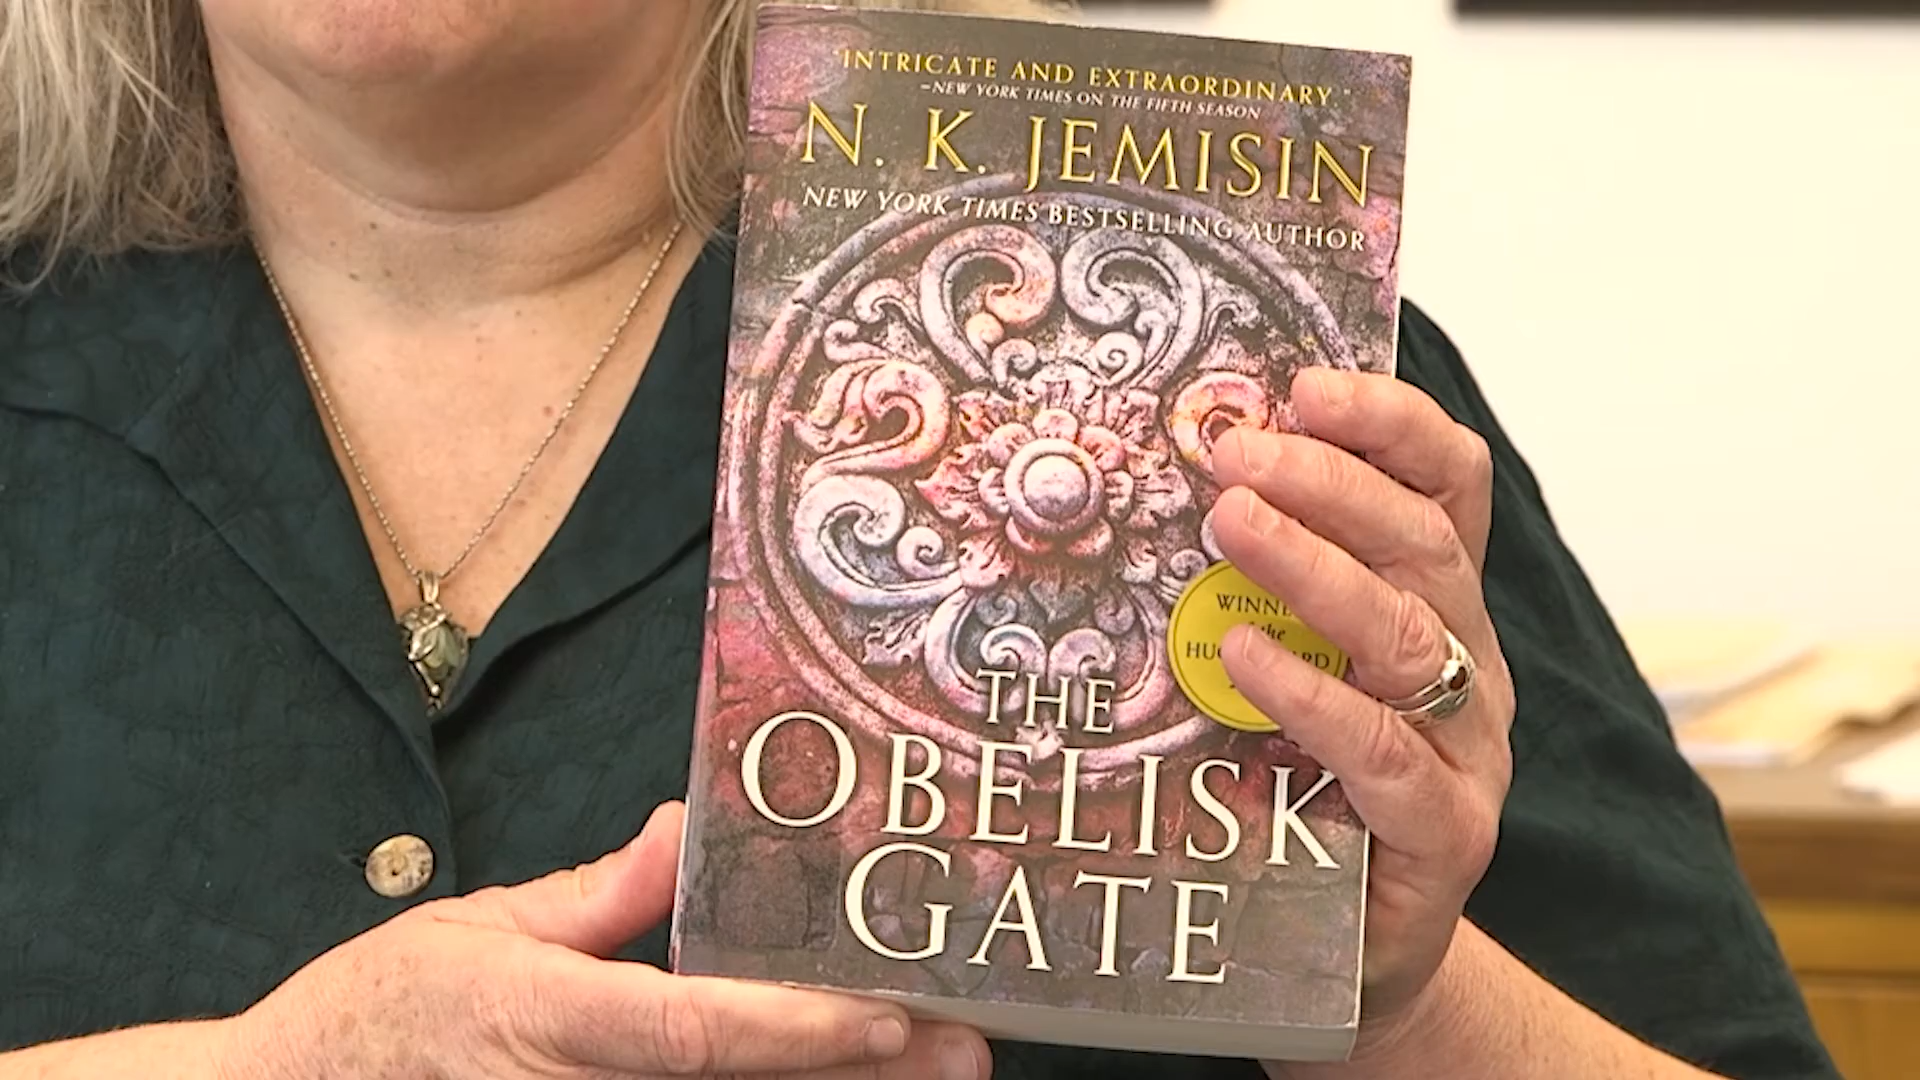 "INTRICATE AND EXTRAORDINARY."
–NEW YORK TIMES ON THE FIFTH SEASON
N. K. JEMISIN
NEW YORK TIMES BESTSELLING AUTHOR
the
THE
OBELISK
GATE